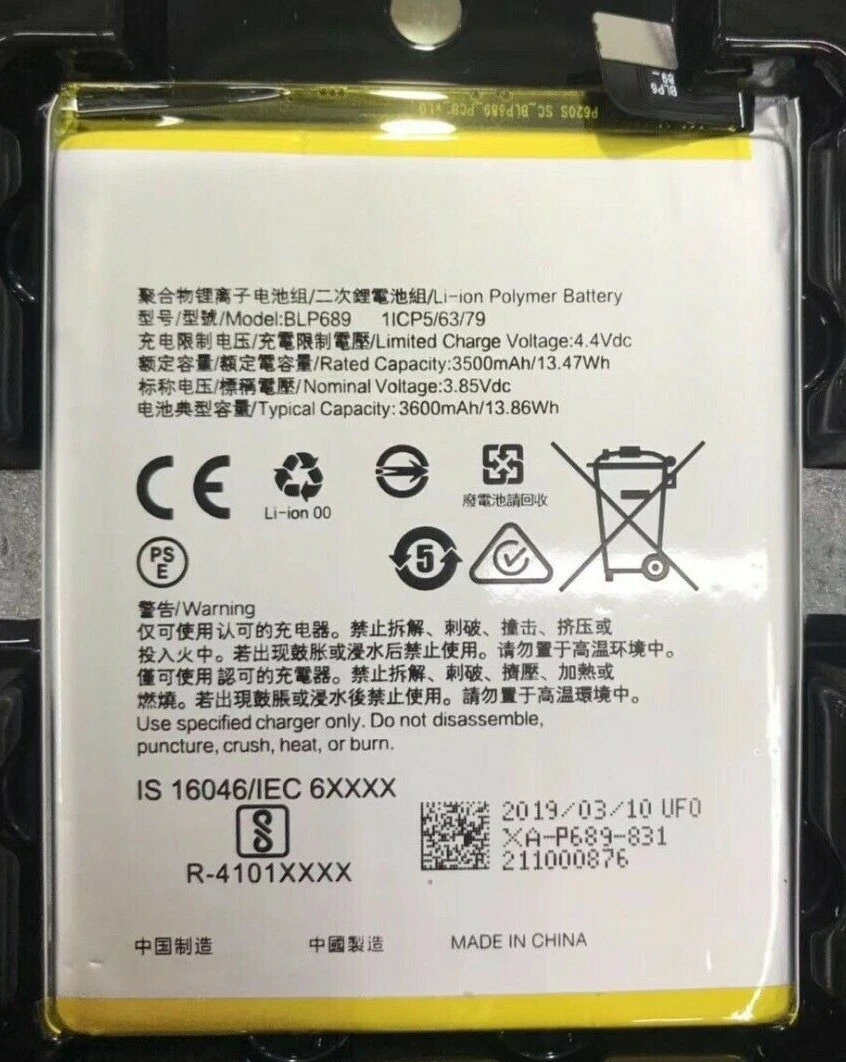 BLP6
89_
P620S SC_BLP689_PCB_V1.0
聚合物锂离子电池组/二次鋰電池組/Li-ion Polymer Battery
型号/型號/Model:BLP689 1ICP5/63/79
充电限制电压/充電限制電壓/Limited Charge Voltage:4.4Vdc
额定容量/額定電容量/Rated Capacity:3500mAh/13.47Wh
标称电压/標稱電壓/Nominal Voltage:3.85Vdc
电池典型容量/Typical Capacity:3600mAh/13.86Wh
CE
Li-ion 00
廢電池請回收
PS
E
5
警告/Warning
仅可使用认可的充电器。禁止拆解、刺破、撞击、挤压或
投入火中。若出现鼓胀或浸水后禁止使用。请勿置于高温环境中。
僅可使用認可的充電器。禁止拆解、刺破、擠壓、加熱或
燃燒。若出現鼓脹或浸水後禁止使用。請勿置于高溫環境中。
Use specified charger only. Do not disassemble,
puncture, crush, heat, or burn.
IS 16046/IEC 6XXXX
R-4101XXXX
2019/03/10 UFO
XA-P689-831
211000876
中国制造 中國製造 MADE IN CHINA